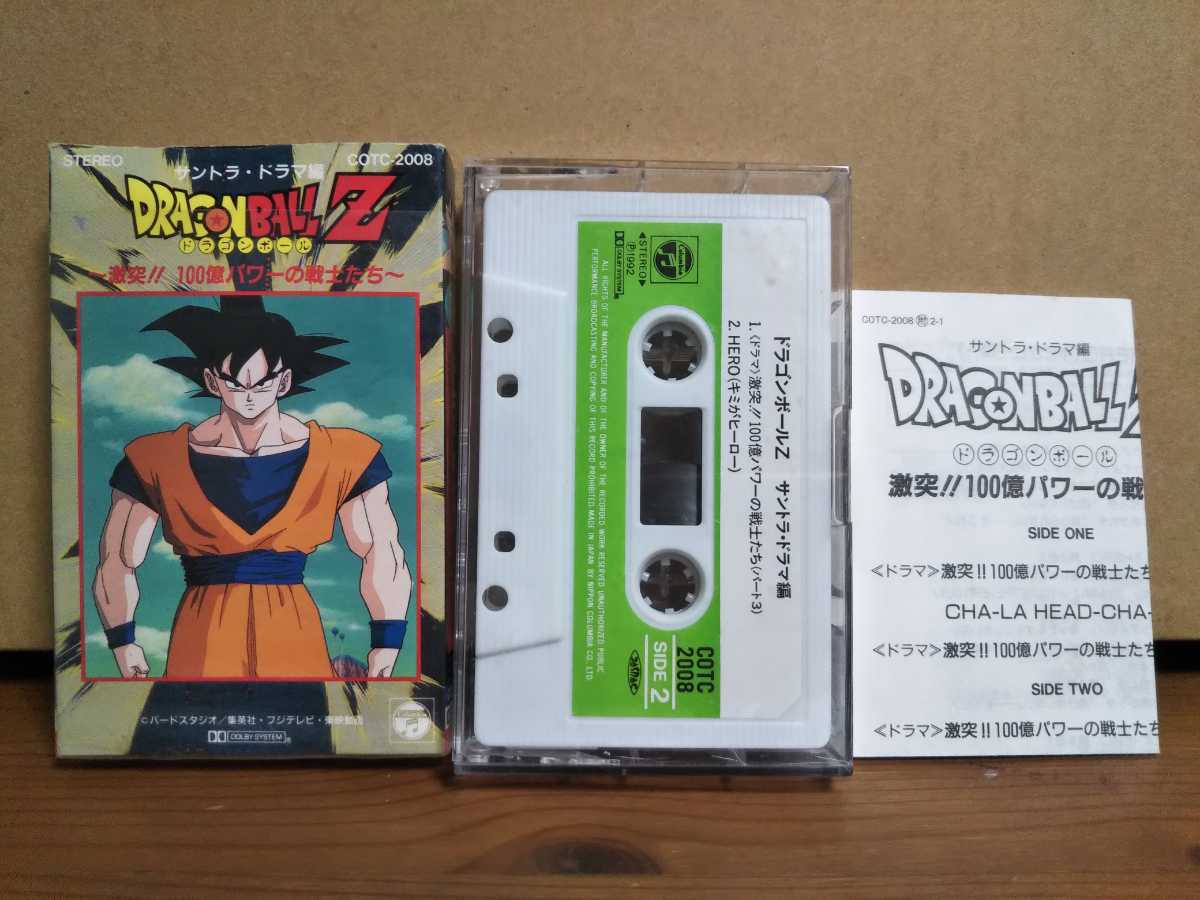 STEREO
COTC-2008
サントラ・ドラマ編
DRAGON BALL Z
ドラゴンボール
〜激突!! 100億パワーの戦士たち〜
©バードスタジオ/集英社・フジテレビ・東映動画
DOLBY SYSTEM
Columbia
◀STEREO▶
Ⓟ1992
DOLBY SYSTEM
ALL RIGHTS OF THE MANUFACTURER AND OF THE OWNER OF THE RECORDED WORK RESERVED UNAUTHORIZED PUBLIC
PERFORMANCE BROADCASTING AND COPYING OF THIS RECORD PROHIBITED MADE IN JAPAN BY NIPPON COLUMBIA CO. LTD.
ドラゴンボールZ サントラ・ドラマ編
1.《ドラマ》激突!!100億パワーの戦士たち(パート3)
2.HERO(キミがヒーロー)
COTC
2008
SIDE 2
JASRAC
COTC-2008 2-1
サントラ・ドラマ編
DRAGON BALL Z
ドラゴンボール
激突!!100億パワーの戦
SIDE ONE
≪ドラマ≫激突!!100億パワーの戦士たち
CHA-LA HEAD-CHA-
≪ドラマ≫激突!!100億パワーの戦士たち
SIDE TWO
≪ドラマ≫激突!!100億パワーの戦士たち